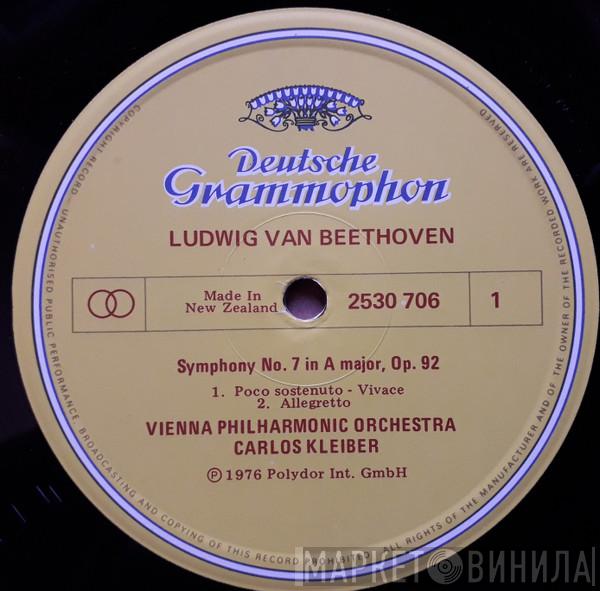 Deutsche
Grammophon
LUDWIG VAN BEETHOVEN
Made In
New Zealand
2530 706
1
Symphony No. 7 in A major, Op. 92
1. Poco sostenuto - Vivace
2. Allegretto
VIENNA PHILHARMONIC ORCHESTRA
CARLOS KLEIBER
Ⓟ 1976 Polydor Int. GmbH
COPYRIGHT RECORD — UNAUTHORISED PUBLIC PERFORMANCE, BROADCASTING AND COPYING OF THIS RECORD PROHIBITED. ALL RIGHTS OF THE MANUFACTURER AND OF THE OWNER OF THE RECORDED WORK ARE RESERVED
МАРКЕТ ВИНИЛА